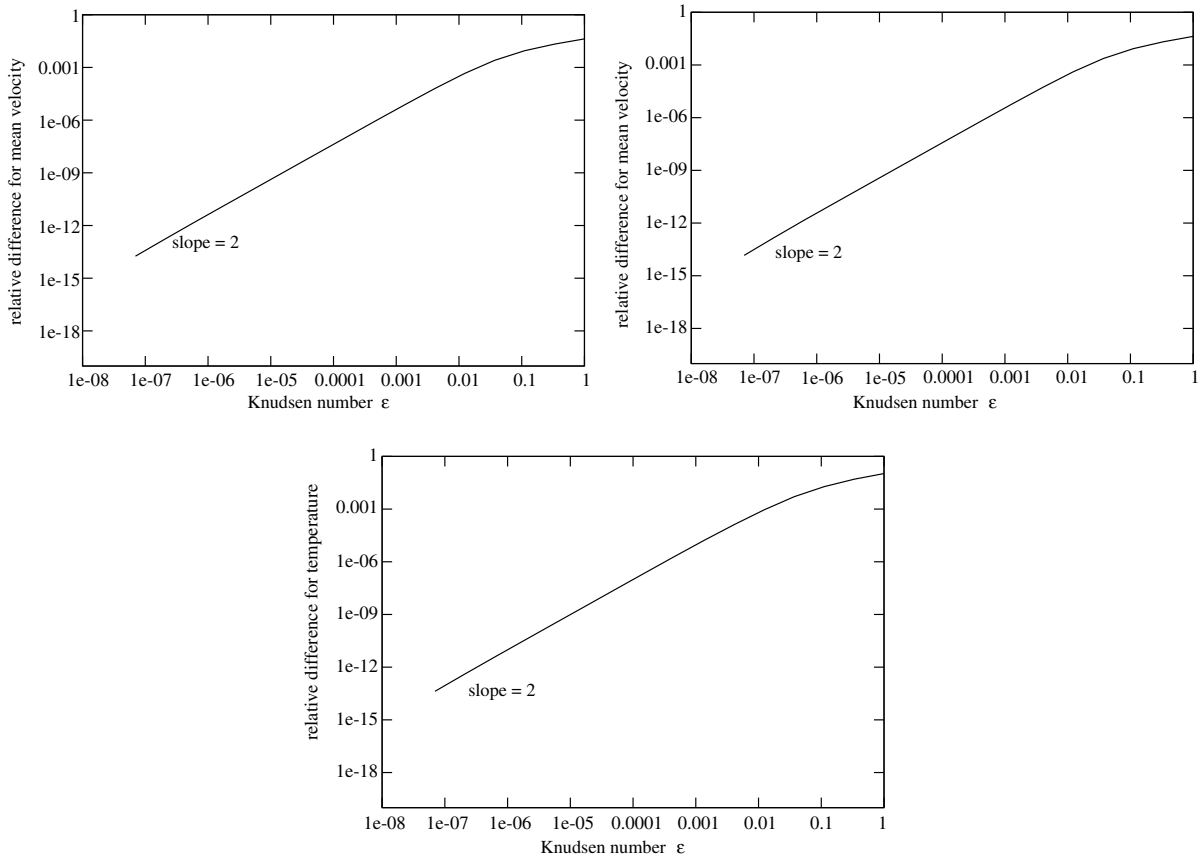 relative difference for mean velocity
1
0.001
1e-06
1e-09
1e-12
1e-15
1e-18
slope = 2
1e-08 1e-07 1e-06 1e-05 0.0001 0.001 0.01 0.1 1
Knudsen number ε
relative difference for mean velocity
1
0.001
1e-06
1e-09
1e-12
1e-15
1e-18
slope = 2
1e-08 1e-07 1e-06 1e-05 0.0001 0.001 0.01 0.1 1
Knudsen number ε
relative difference for temperature
1
0.001
1e-06
1e-09
1e-12
1e-15
1e-18
slope = 2
1e-08 1e-07 1e-06 1e-05 0.0001 0.001 0.01 0.1 1
Knudsen number ε